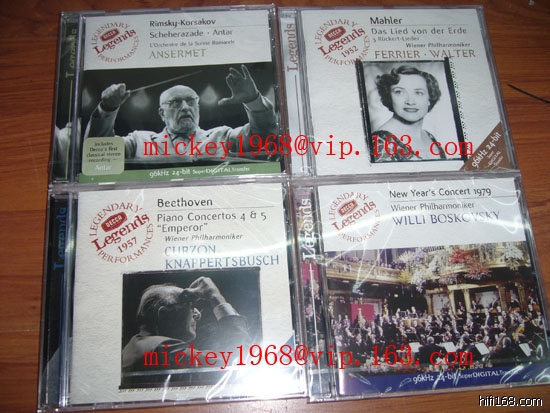 LEGENDARY
DECCA
Legends
PERFORMANCES
Rimsky-Korsakov
Scheherazade · Antar
L'Orchestre de la Suisse Romande
ANSERMET
includes
Decca's first
classical stereo
recording —
Antar
96kHz 24-bit SuperDIGITALTransfer
Legends
LEGENDARY
DECCA
Legends
1952
PERFORMANCES
Mahler
Das Lied von der Erde
3 Rückert-Lieder
Wiener Philharmoniker
FERRIER · WALTER
96kHz 24-bit
mickey1968@vip.163.com
LEGENDARY
DECCA
Legends
1957
PERFORMANCES
Beethoven
Piano Concertos 4 & 5
"Emperor"
Wiener Philharmoniker
CURZON
KNAPPERTSBUSCH
LEGENDARY
DECCA
Legends
PERFORMANCES
New Year's Concert 1979
Wiener Philharmoniker
WILLI BOSKOVSKY
96kHz 24-bit SuperDIGITALTransfer
mickey1968@vip.163.com
hifi168.com